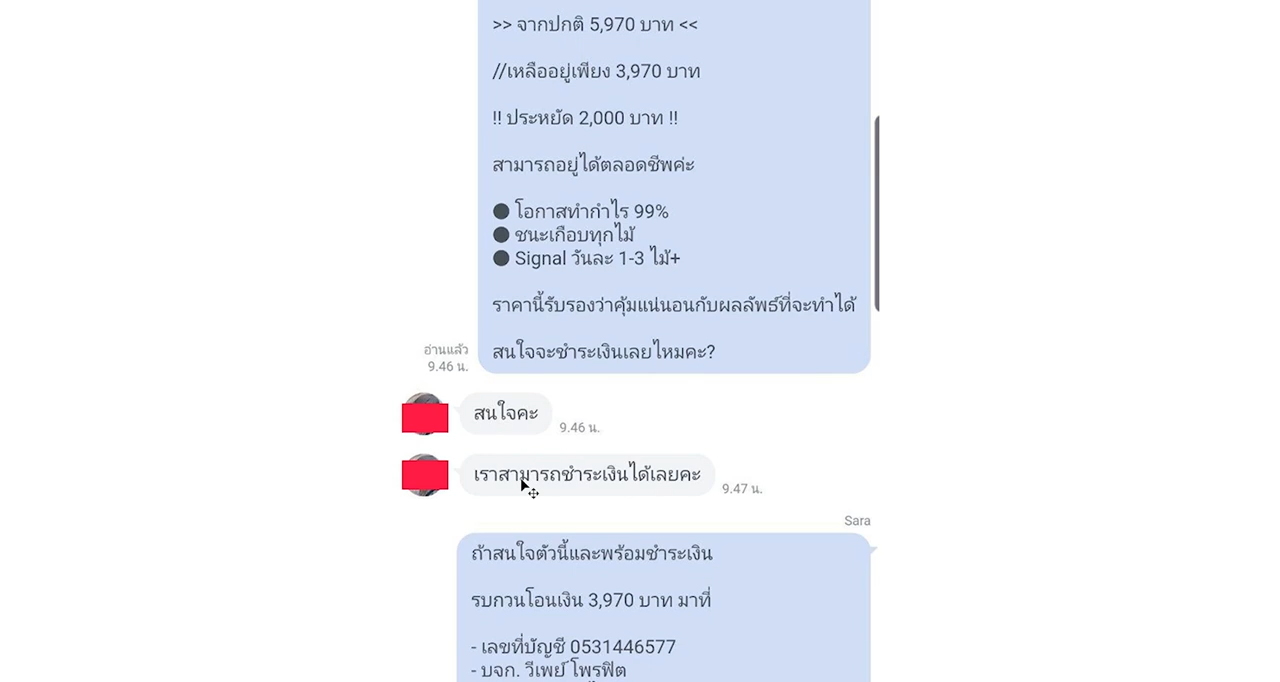 >> จากปกติ 5,970 บาท <<
//เหลืออยู่เพียง 3,970 บาท
!! ประหยัด 2,000 บาท !!
สามารถอยู่ได้ตลอดชีพค่ะ
● โอกาสทำกำไร 99%
● ชนะเกือบทุกไม้
● Signal วันละ 1-3 ไม้+
ราคานี้รับรองว่าคุ้มแน่นอนกับผลลัพธ์ที่จะทำได้
สนใจจะชำระเงินเลยไหมคะ?
อ่านแล้ว
9.46 น.
สนใจคะ
9.46 น.
เราสามารถชำระเงินได้เลยคะ
9.47 น.
Sara
ถ้าสนใจตัวนี้และพร้อมชำระเงิน
รบกวนโอนเงิน 3,970 บาท มาที่
- เลขที่บัญชี 0531446577
- บจก. วีเพย์ โพรฟิต